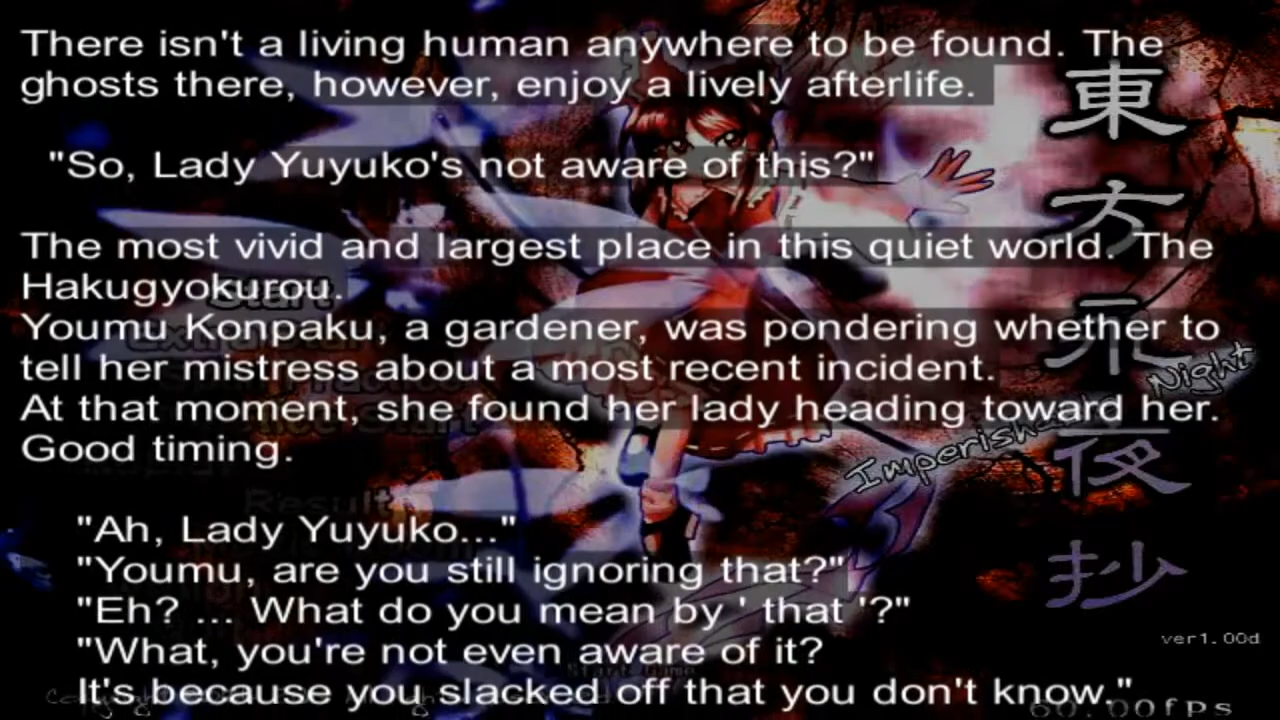 There isn't a living human anywhere to be found. The
ghosts there, however, enjoy a lively afterlife.
"So, Lady Yuyuko's not aware of this?"
The most vivid and largest place in this quiet world. The
Hakugyokurou.
Youmu Konpaku, a gardener, was pondering whether to
tell her mistress about a most recent incident.
At that moment, she found her lady heading toward her.
Good timing.
"Ah, Lady Yuyuko..."
"Youmu, are you still ignoring that?"
"Eh? ... What do you mean by ' that '?"
"What, you're not even aware of it?
It's because you slacked off that you don't know."
東方永夜抄
Imperishable Night
Start
Result
ver1.00d
60.00fps